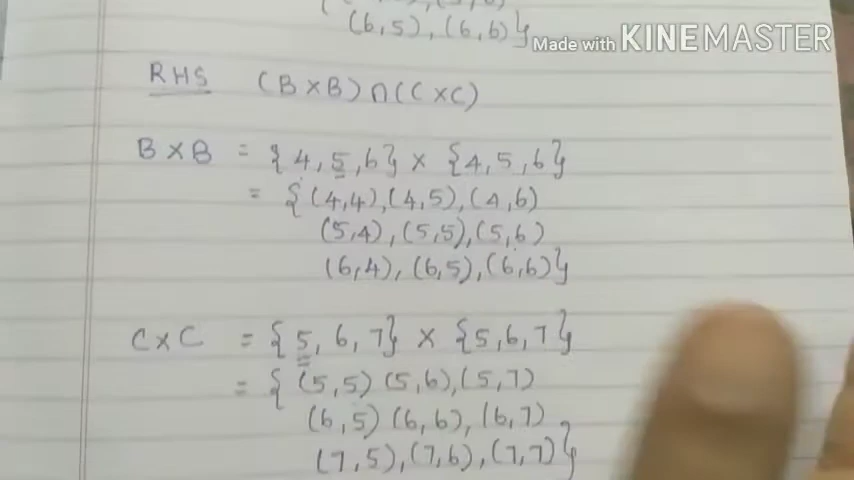 (6,5), (6,6)}
Made with KINEMASTER
RHS (B×B)∩(C×C)
B×B = {4,5,6} × {4,5,6}
= {(4,4),(4,5),(4,6)
(5,4),(5,5),(5,6)
(6,4),(6,5),(6,6)}
C×C = {5,6,7} × {5,6,7}
= {(5,5) (5,6),(5,7)
(6,5) (6,6),(6,7)
(7,5),(7,6),(7,7)}